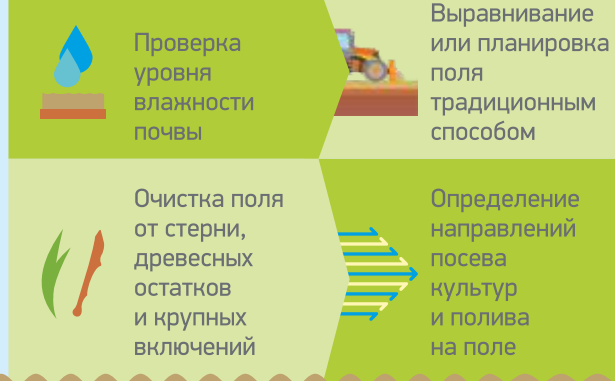 Проверка
уровня
влажности
почвы
Выравнивание
или планировка
поля
традиционным
способом
Очистка поля
от стерни,
древесных
остатков
и крупных
включений
Определение
направлений
посева
культур
и полива
на поле